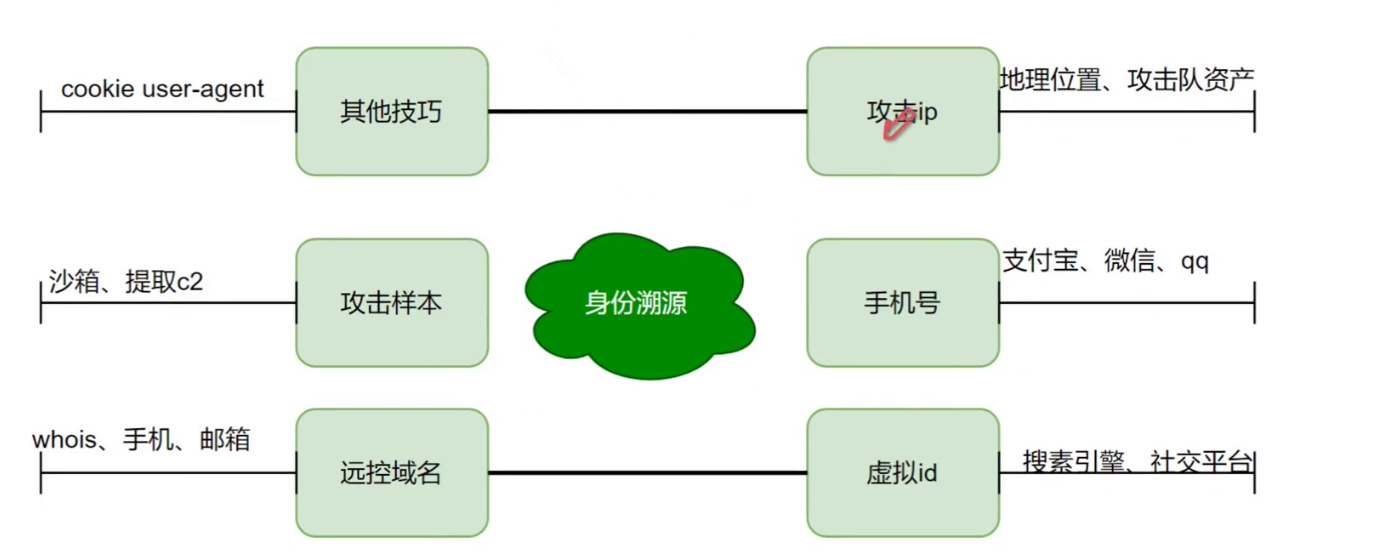 cookie user-agent
其他技巧
攻击ip
地理位置、攻击队资产
沙箱、提取c2
攻击样本
身份溯源
手机号
支付宝、微信、qq
whois、手机、邮箱
远控域名
虚拟id
搜素引擎、社交平台